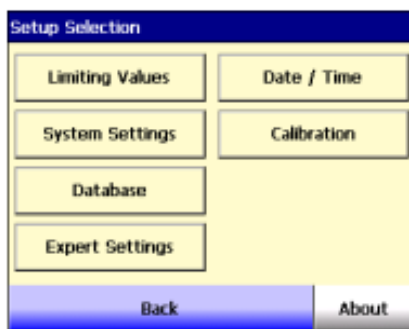 Setup Selection
Limiting Values
Date / Time
System Settings
Calibration
Database
Expert Settings
Back
About